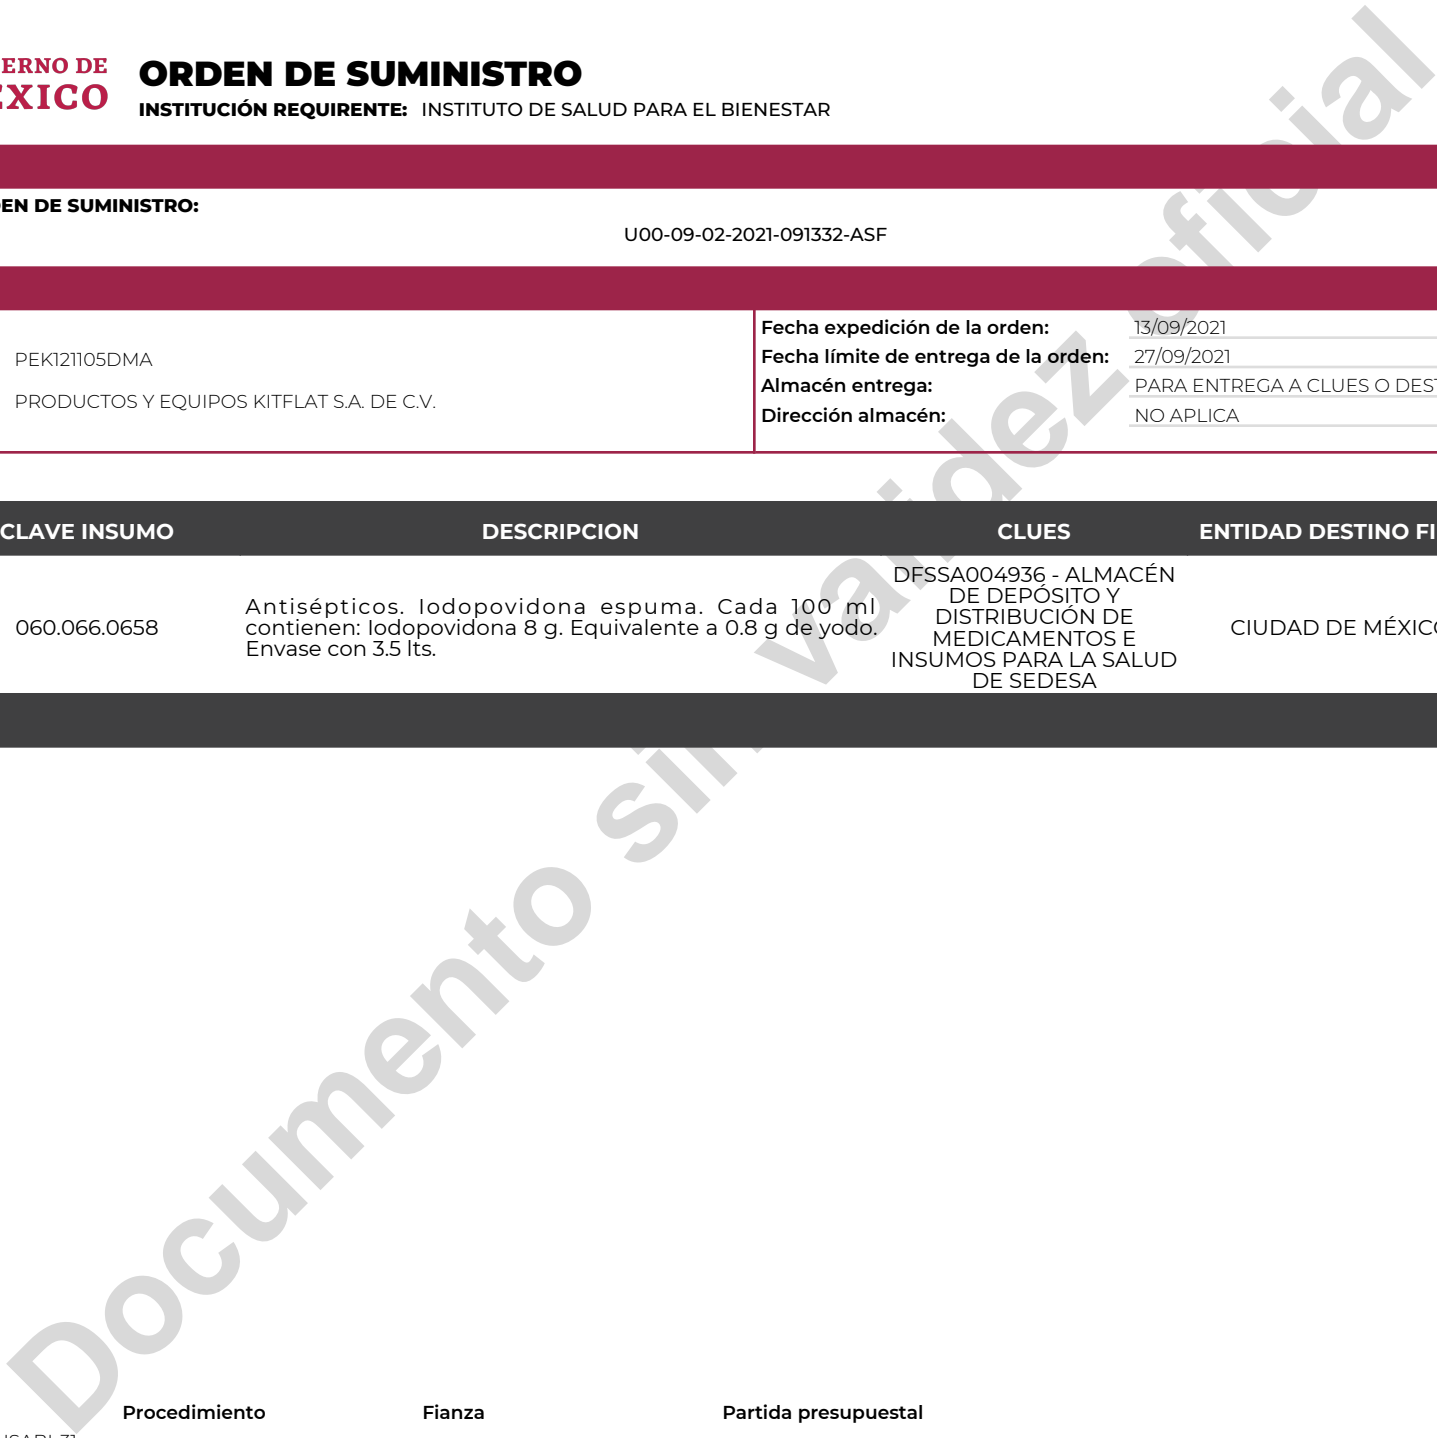 ERNO DE
ORDEN DE SUMINISTRO
XICO
INSTITUCIÓN REQUIRENTE: INSTITUTO DE SALUD PARA EL BIENESTAR
EN DE SUMINISTRO:
U00-09-02-2021-091332-ASF
Fecha expedición de la orden: 13/09/2021
PEK121105DMA
Fecha límite de entrega de la orden: 27/09/2021
Almacén entrega: PARA ENTREGA A CLUES O DES
PRODUCTOS Y EQUIPOS KITFLAT S.A. DE C.V.
Dirección almacén: NO APLICA
CLAVE INSUMO DESCRIPCION CLUES ENTIDAD DESTINO FI
060.066.0658
Antisépticos. Iodopovidona espuma. Cada 100 ml
contienen: Iodopovidona 8 g. Equivalente a 0.8 g de yodo.
Envase con 3.5 lts.
DFSSA004936 - ALMACÉN
DE DEPÓSITO Y
DISTRIBUCIÓN DE
MEDICAMENTOS E
INSUMOS PARA LA SALUD
DE SEDESA
CIUDAD DE MÉXICO
Documento sin validez oficial
Procedimiento Fianza Partida presupuestal